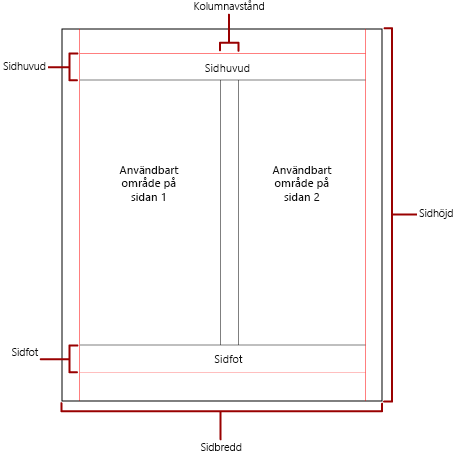 Kolumnavstånd
Sidhuvud
Sidhuvud
Användbart
område på
sidan 1
Användbart
område på
sidan 2
Sidhöjd
Sidfot
Sidfot
Sidbredd